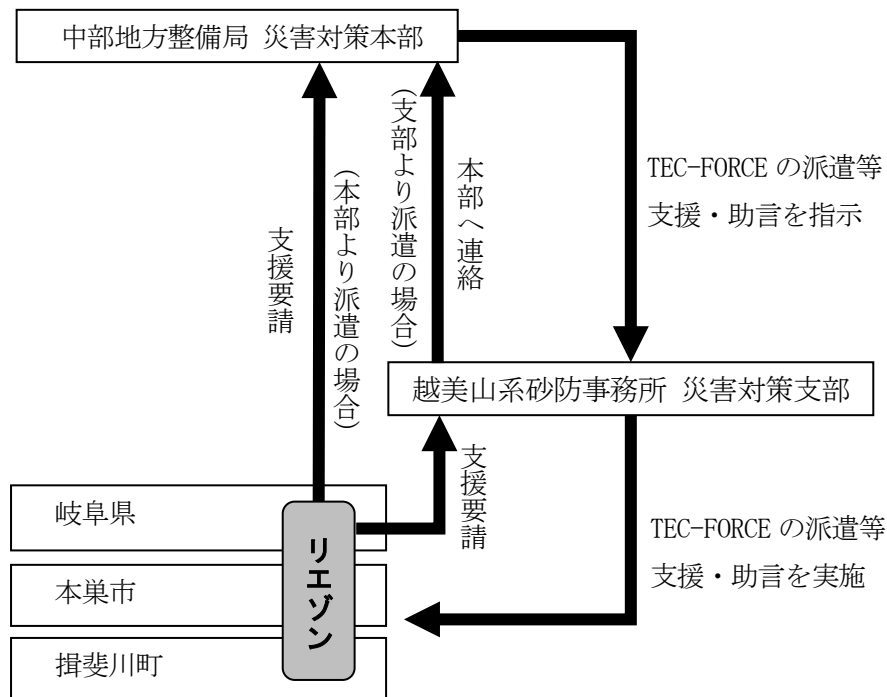 中部地方整備局 災害対策本部
支援要請
(本部より派遣の場合)
(支部より派遣の場合)
本部へ連絡
TEC-FORCE の派遣等
支援・助言を指示
越美山系砂防事務所 災害対策支部
支援要請
岐阜県
本巣市
揖斐川町
リエゾン
TEC-FORCE の派遣等
支援・助言を実施